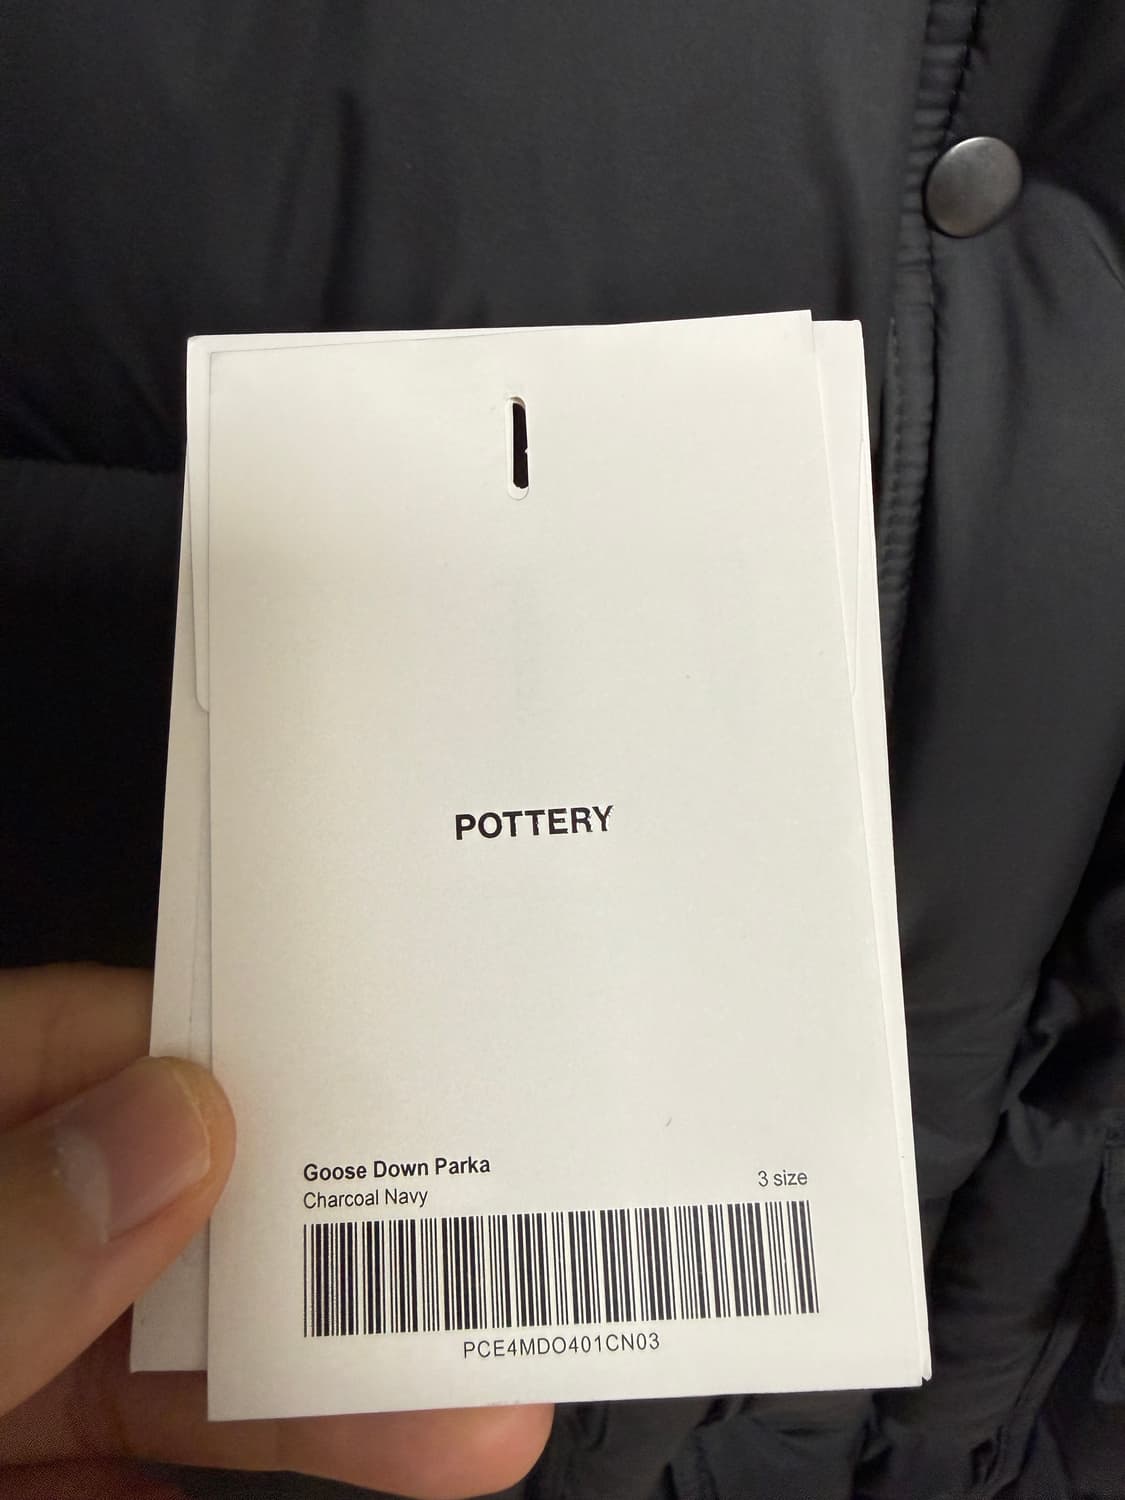 POTTERY
Goose Down Parka
Charcoal Navy
3 size
PCE4MDO401CN03